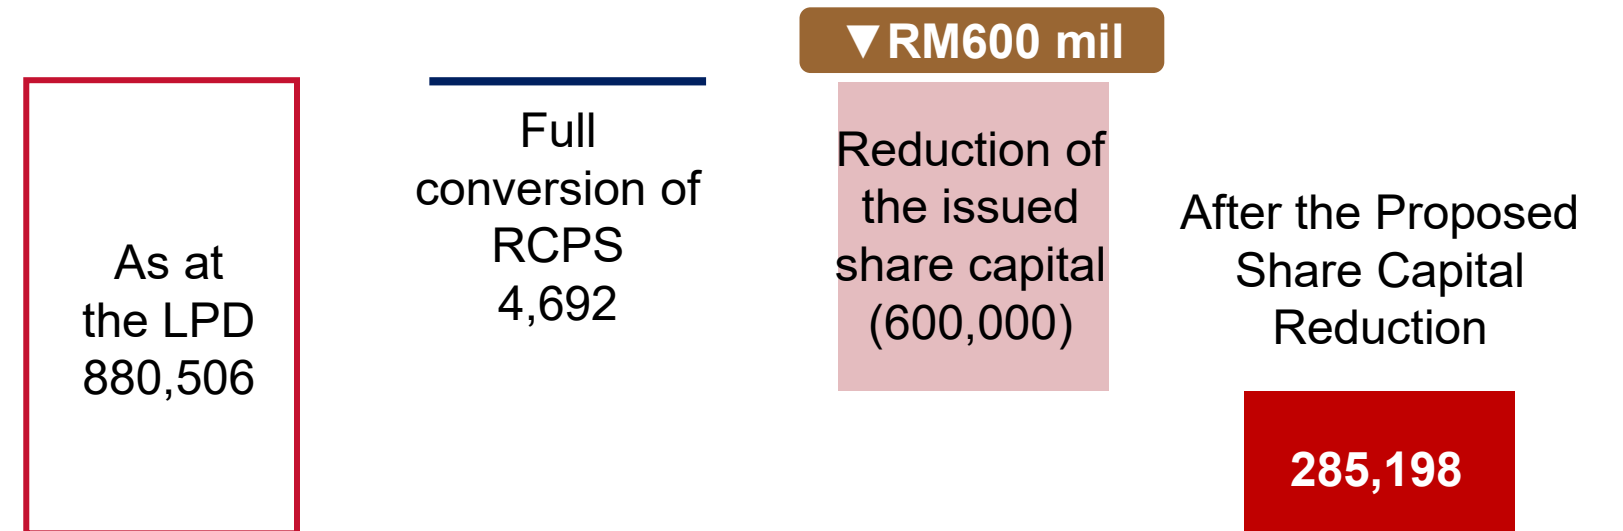 ▼RM600 mil
As at
the LPD
880,506
Full
conversion of
RCPS
4,692
Reduction of
the issued
share capital
(600,000)
After the Proposed
Share Capital
Reduction
285,198